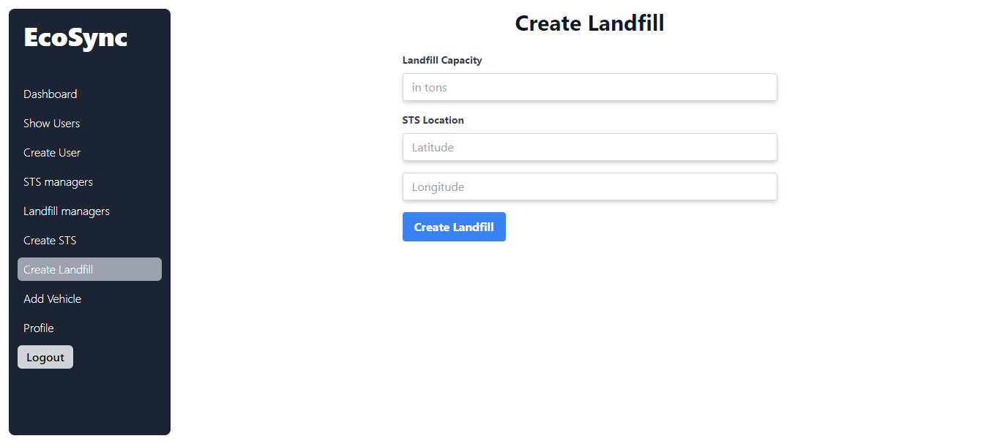 EcoSync
Dashboard
Show Users
Create User
STS managers
Landfill managers
Create STS
Create Landfill
Add Vehicle
Profile
Logout
Create Landfill
Landfill Capacity
in tons
STS Location
Latitude
Longitude
Create Landfill